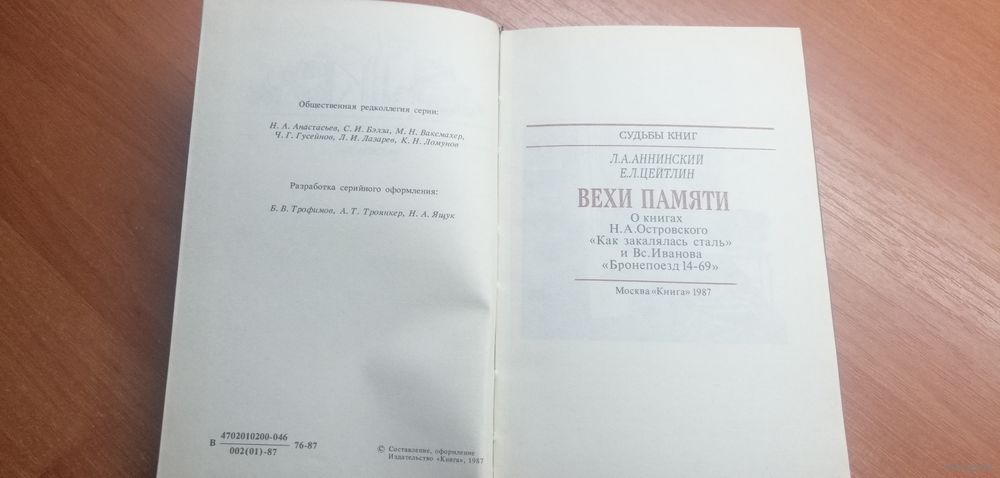 Общественная редколлегия серии:
Н. А. Анастасьев, С. И. Бэлза, М. Н. Ваксмахер,
Ч. Г. Гусейнов, Л. И. Лазарев, К. Н. Ломунов
Разработка серийного оформления:
Б. В. Трофимов, А. Т. Троянкер, Н. А. Ящук
В 4702010200-046 76-87
002(01)-87
© Составление, оформление
Издательство «Книга», 1987
СУДЬБЫ КНИГ
Л.А.АННИНСКИЙ
Е.Л.ЦЕЙТЛИН
ВЕХИ ПАМЯТИ
О книгах
Н.А.Островского
«Как закалялась сталь»
и Вс.Иванова
«Бронепоезд 14-69»
Москва «Книга» 1987